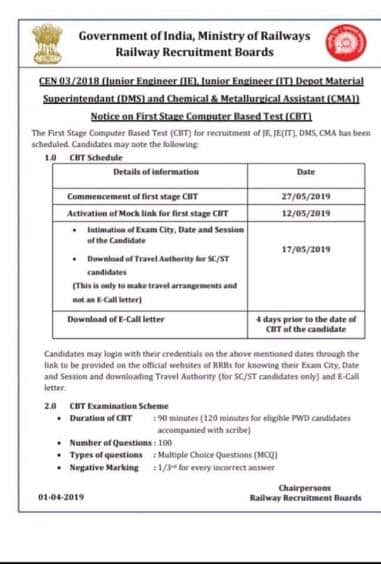 Government of India, Ministry of Railways
Railway Recruitment Boards
CEN 03/2018 (Junior Engineer (JE), Junior Engineer (IT) Depot Material
Superintendant (DMS) and Chemical & Metallurgical Assistant (CMA))
Notice on First Stage Computer Based Test (CBT)
The First Stage Computer Based Test (CBT) for recruitment of JE, JE(IT), DMS, CMA has been
scheduled. Candidates may note the following:
1.0 CBT Schedule
Details of information Date
Commencement of first stage CBT 27/05/2019
Activation of Mock link for first stage CBT 12/05/2019
• Intimation of Exam City, Date and Session
of the Candidate
• Download of Travel Authority for SC/ST
candidates
(This is only to make travel arrangements and
not an E-Call letter)
17/05/2019
Download of E-Call letter 4 days prior to the date of
CBT of the candidate
Candidates may login with their credentials on the above mentioned dates through the
link to be provided on the official websites of RRBs for knowing their Exam City, Date
and Session and downloading Travel Authority (for SC/ST candidates only) and E-Call
letter.
2.0 CBT Examination Scheme
• Duration of CBT : 90 minutes (120 minutes for eligible PWD candidates
accompanied with scribe)
• Number of Questions : 100
• Types of questions : Multiple Choice Questions (MCQ)
• Negative Marking : 1/3rd for every incorrect answer
Chairpersons
01-04-2019 Railway Recruitment Boards